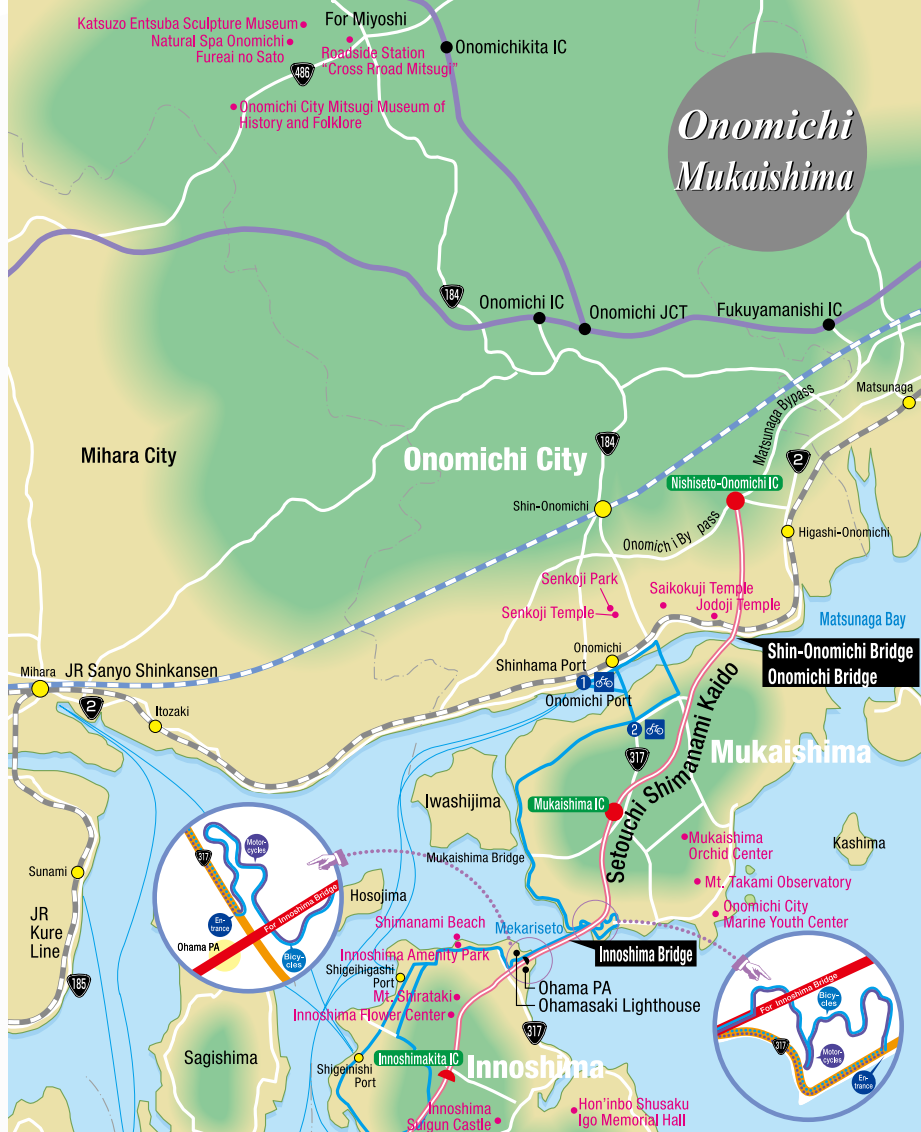 Katsuzo Entsuba Sculpture Museum
For Miyoshi
Natural Spa Onomichi
Fureai no Sato
Roadside Station
"Cross Rroad Mitsugi"
Onomichikita IC
486
Onomichi City Mitsugi Museum of
History and Folklore
Onomichi
Mukaishima
184
Onomichi IC
Onomichi JCT
Fukuyamanishi IC
Matsunaga
Matsunaga Bypass
Mihara City
Onomichi City
184
2
Nishiseto-Onomichi IC
Shin-Onomichi
Onomich i By pass
Higashi-Onomichi
Senkoji Park
Saikokuji Temple
Senkoji Temple
Jodoji Temple
Matsunaga Bay
Onomichi
Shin-Onomichi Bridge
Onomichi Bridge
Mihara
JR Sanyo Shinkansen
Shinhama Port
1
Onomichi Port
2
Itozaki
2
317
Mukaishima
Setouchi Shimanami Kaido
Iwashijima
Mukaishima IC
Mukaishima
Orchid Center
Kashima
Motor-
cycles
317
Mukaishima Bridge
Sunami
Mt. Takami Observatory
For Innoshima Bridge
Hosojima
En-
trance
Onomichi City
Marine Youth Center
JR
Kure
Line
Ohama PA
Bicy-
cles
Shimanami Beach
Mekariseto
Innoshima Amenity Park
Innoshima Bridge
Shigeihigashi
Port
185
Ohama PA
Ohamasaki Lighthouse
Mt. Shirataki
Innoshima Flower Center
317
For Innoshima Bridge
Bicy-
cles
317
Motor-
cycles
En-
trance
Sagishima
Shigeinishi
Port
Innoshimakita IC
Innoshima
Innoshima
Suigun Castle
Hon'inbo Shusaku
Igo Memorial Hall